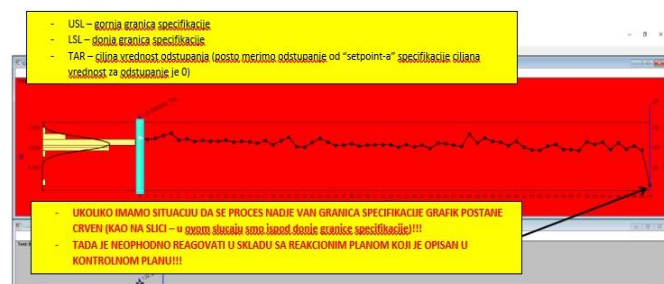 - USL – gornja granica specifikacije
- LSL – donja granica specifikacije
- TAR – ciljna vrednost odstupanja (posto merimo odstupanje od "setpoint-a" specifikacije ciljana
vrednost za odstupanje je 0)
- UKOLIKO IMAMO SITUACIJU DA SE PROCES NADJE VAN GRANICA SPECIFIKACIJE GRAFIK POSTANE
CRVEN (KAO NA SLICI – u ovom slucaju smo ispod donje granice specifikacije)!!!
- TADA JE NEOPHODNO REAGOVATI U SKLADU SA REAKCIONIM PLANOM KOJI JE OPISAN U
KONTROLNOM PLANU!!!